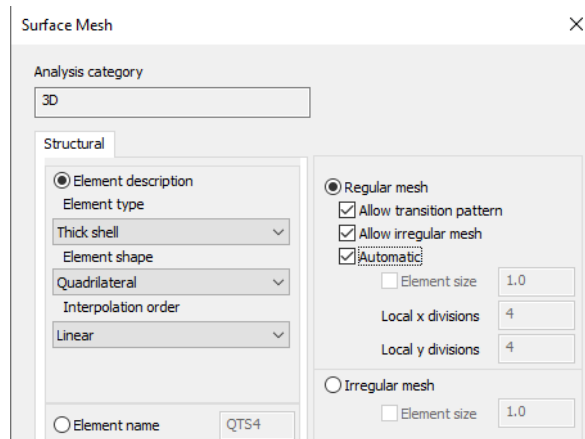 Surface Mesh
Analysis category
3D
Structural
Element description
Element type
Thick shell
Element shape
Quadrilateral
Interpolation order
Linear
Element name QTS4
Regular mesh
Allow transition pattern
Allow irregular mesh
Automatic
Element size 1.0
Local x divisions 4
Local y divisions 4
Irregular mesh
Element size 1.0